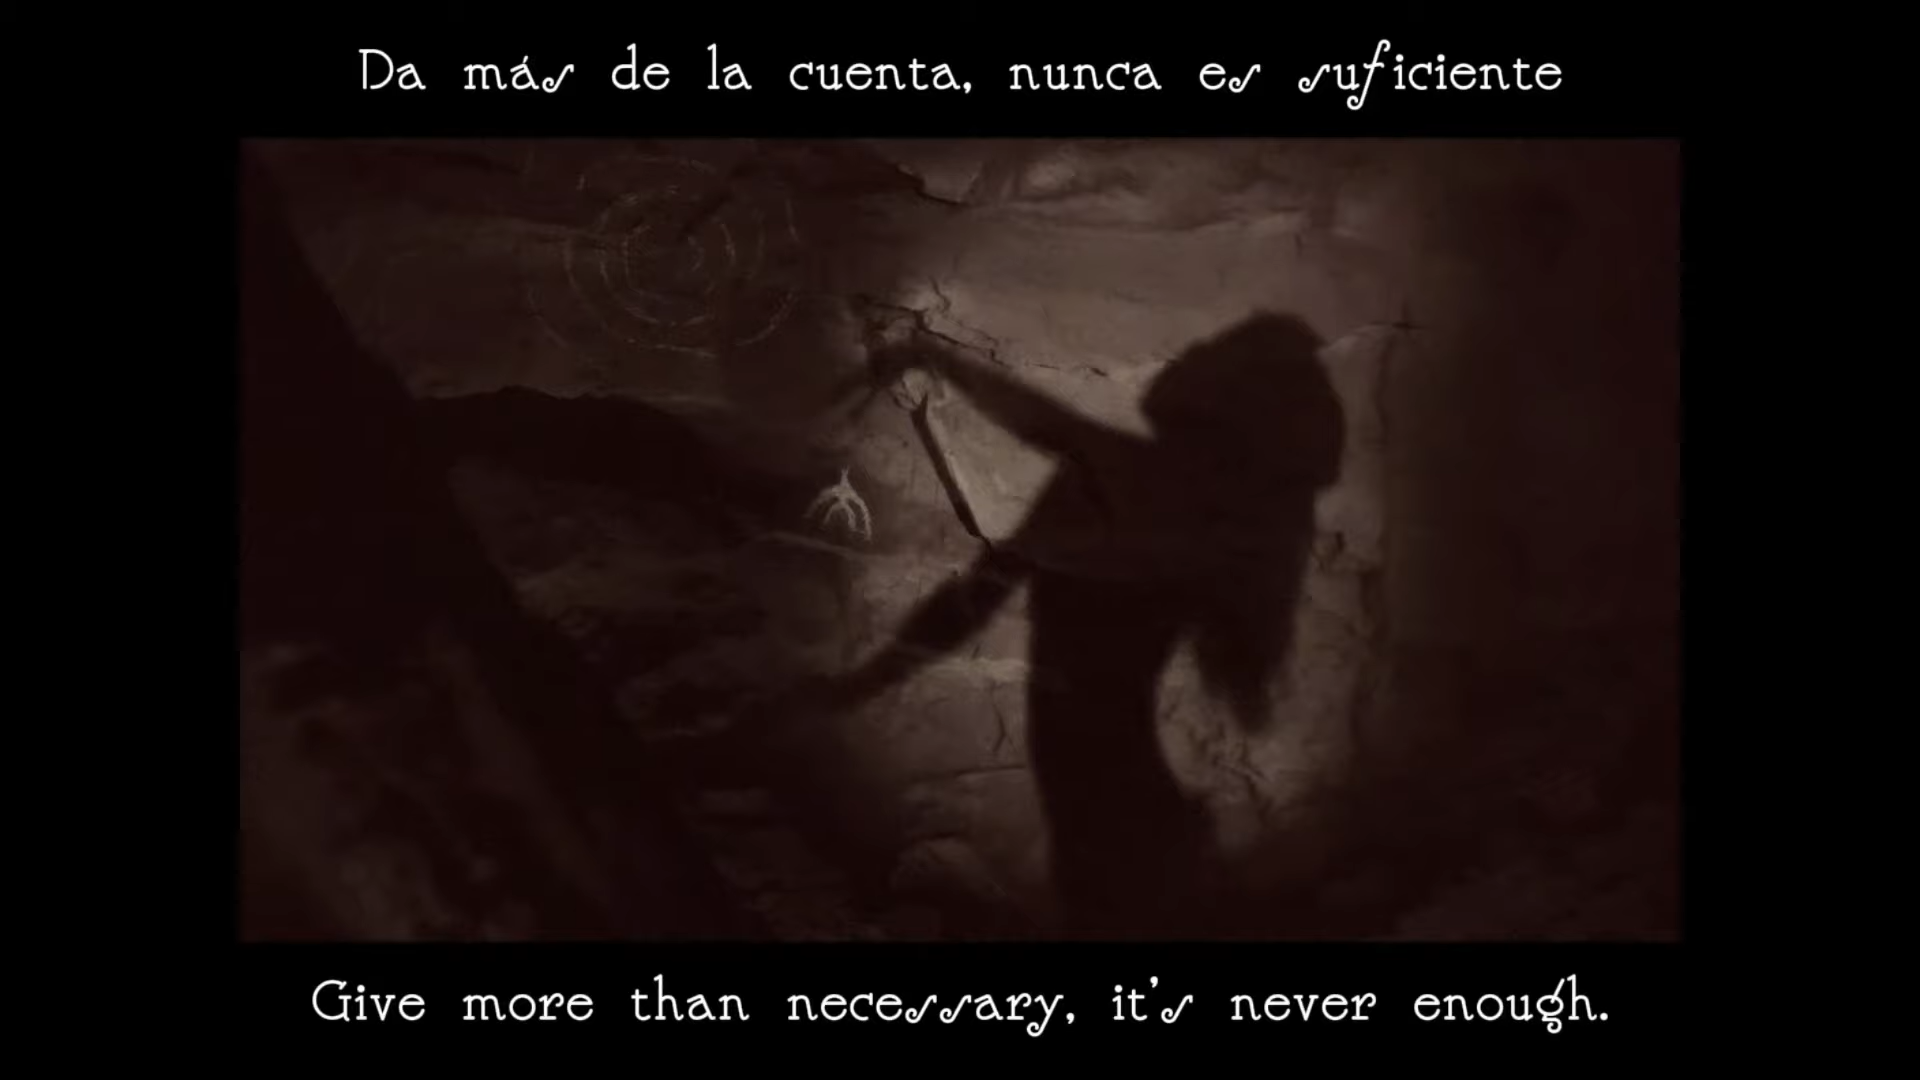 Da más de la cuenta, nunca es suficiente
Give more than necessary, it's never enough.